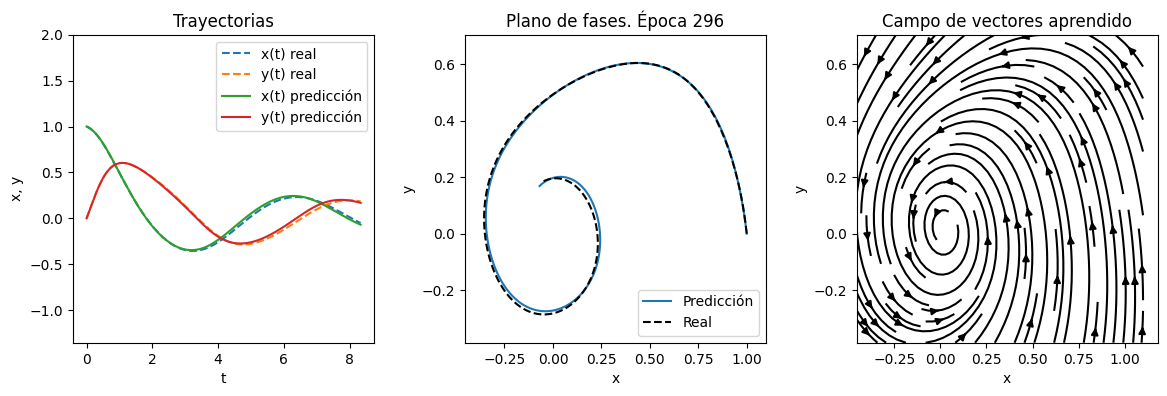 Trayectorias
2.0
1.5
1.0
0.5
0.0
−0.5
−1.0
x, y
0
2
4
6
8
t
x(t) real
y(t) real
x(t) predicción
y(t) predicción
Plano de fases. Época 296
0.6
0.4
0.2
0.0
−0.2
y
−0.25
0.00
0.25
0.50
0.75
1.00
x
Predicción
Real
Campo de vectores aprendido
0.6
0.4
0.2
0.0
−0.2
y
−0.25
0.00
0.25
0.50
0.75
1.00
x